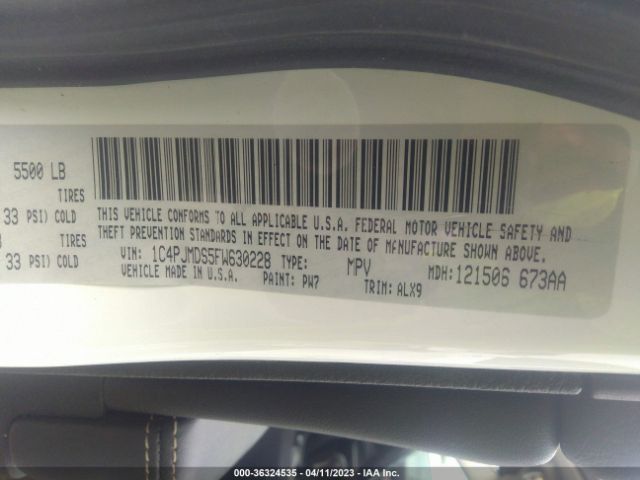 5500 LB
TIRES
33 PSI) COLD
TIRES
33 PSI) COLD
THIS VEHICLE CONFORMS TO ALL APPLICABLE U.S.A. FEDERAL MOTOR VEHICLE SAFETY AND
THEFT PREVENTION STANDARDS IN EFFECT ON THE DATE OF MFNUFACTURE SHOWN ABOVE.
VIN: 1C4PJMDS5FW630228 TYPE: MPV MDH: 121506 673AA
VEHICLE MADE IN U.S.A. PAINT: PW7 TRIM: ALX9
000-36324535 - 04/11/2023 - IAA Inc.